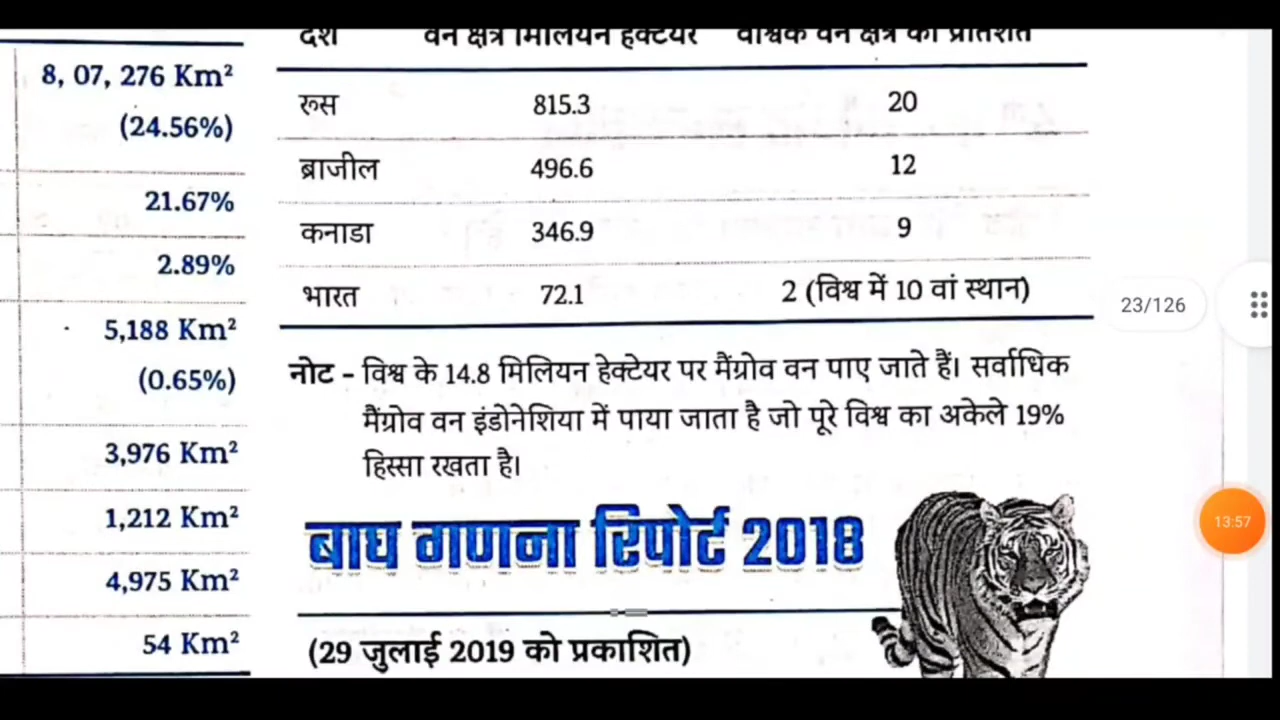 8, 07, 276 Km²
(24.56%)
21.67%
2.89%
5,188 Km²
(0.65%)
3,976 Km²
1,212 Km²
4,975 Km²
54 Km²
देश वन क्षेत्र मिलियन हेक्टेयर वैश्विक वन क्षेत्र का प्रतिशत
रूस 815.3 20
ब्राजील 496.6 12
कनाडा 346.9 9
भारत 72.1 2 (विश्व में 10 वां स्थान)
नोट – विश्व के 14.8 मिलियन हेक्टेयर पर मैंग्रोव वन पाए जाते हैं। सर्वाधिक
मैंग्रोव वन इंडोनेशिया में पाया जाता है जो पूरे विश्व का अकेले 19%
हिस्सा रखता है।
बाघ गणना रिपोर्ट 2018
(29 जुलाई 2019 को प्रकाशित)
23/126
13:57